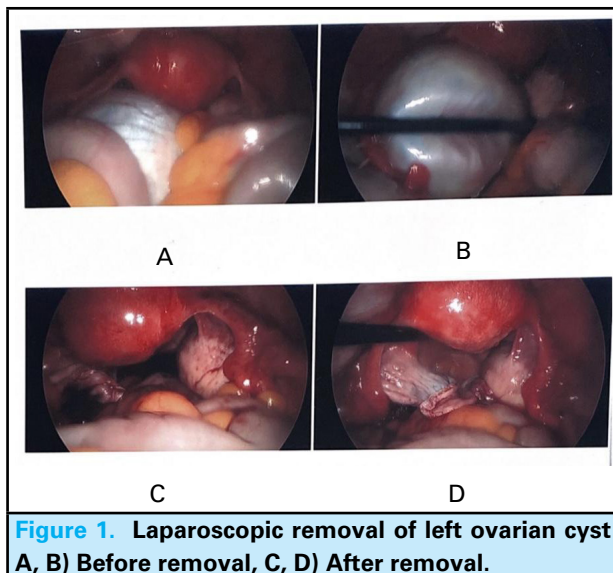 A
B
C
D
Figure 1. Laparoscopic removal of left ovarian cyst
A, B) Before removal, C, D) After removal.